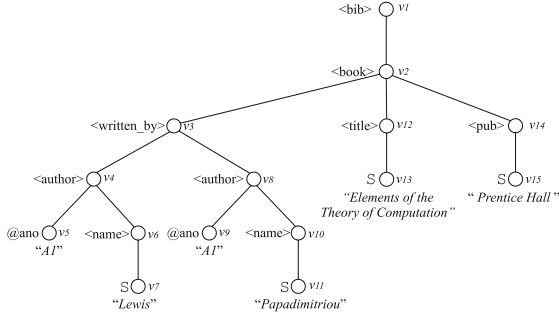 <bib> v1
<book> v2
<written_by> v3 <title> v12 <pub> v14
<author> v4 <author> v8 S v13 S v15
"Elements of the
Theory of Computation" "Prentice Hall"
@ano v5 <name> v6 @ano v9 <name> v10
"A1" "A1"
S v7 S v11
"Lewis" "Papadimitriou"